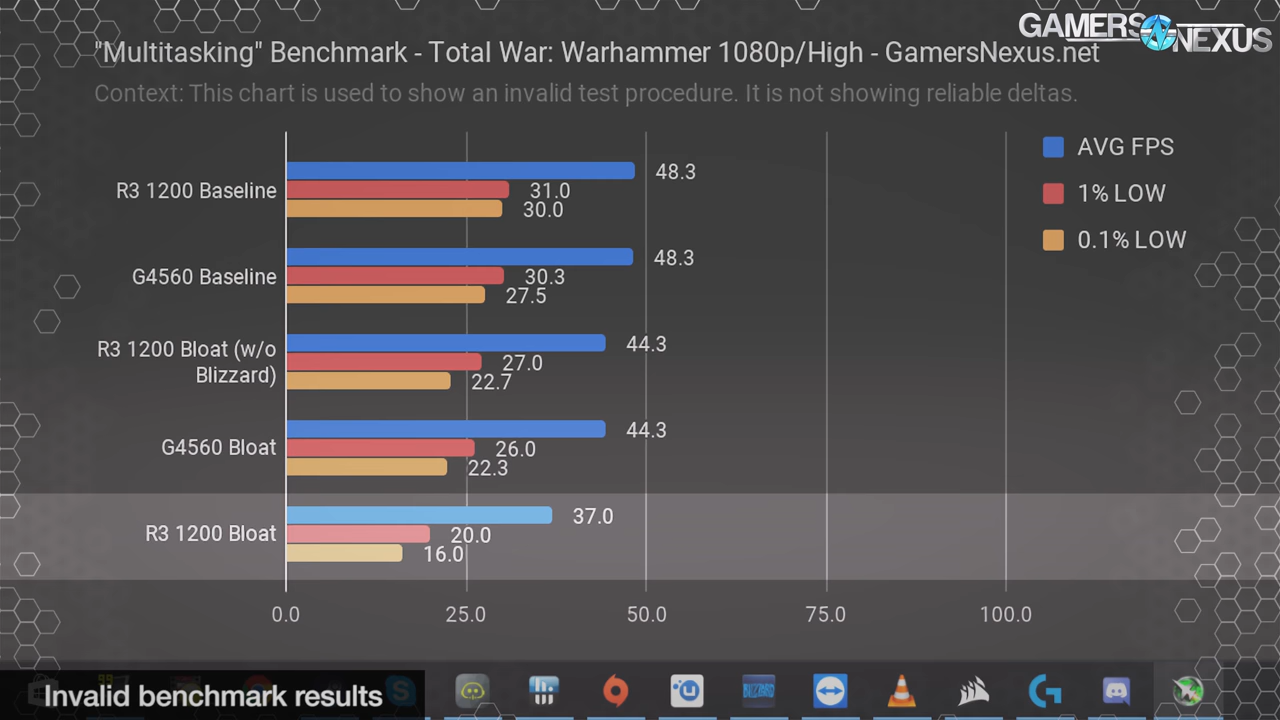 GAMERS NEXUS
"Multitasking" Benchmark - Total War: Warhammer 1080p/High - GamersNexus.net
Context: This chart is used to show an invalid test procedure. It is not showing reliable deltas.
AVG FPS
1% LOW
0.1% LOW
R3 1200 Baseline
48.3
31.0
30.0
G4560 Baseline
48.3
30.3
27.5
R3 1200 Bloat (w/o
Blizzard)
44.3
27.0
22.7
G4560 Bloat
44.3
26.0
22.3
R3 1200 Bloat
37.0
20.0
16.0
0.0 25.0 50.0 75.0 100.0
Invalid benchmark results
BLIZZARD